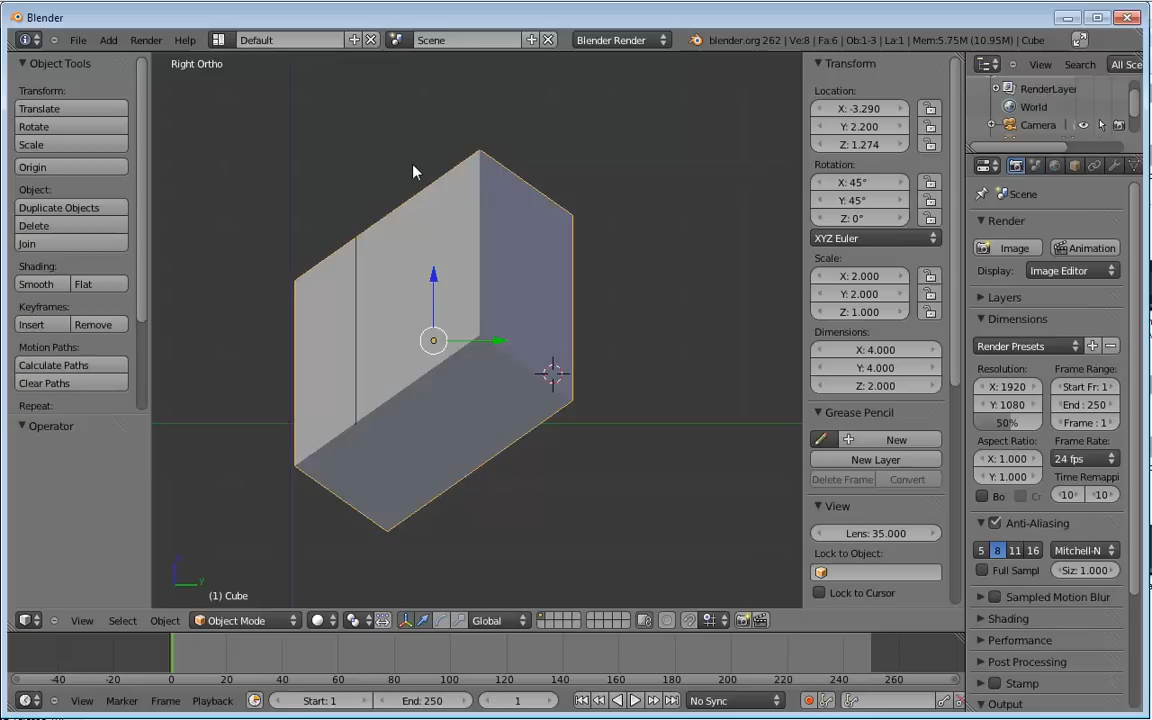 Blender
File Add Render Help Default Scene Blender Render blender.org 262 | Ve:8 | Fa:6 | Ob:1-3 | La:1 | Mem:5.75M (10.95M) | Cube
Object Tools
Transform:
Translate
Rotate
Scale
Origin
Object:
Duplicate Objects
Delete
Join
Shading:
Smooth Flat
Keyframes:
Insert Remove
Motion Paths:
Calculate Paths
Clear Paths
Repeat:
Operator
Right Ortho
z
y
(1) Cube
Transform
Location:
X: -3.290
Y: 2.200
Z: 1.274
Rotation:
X: 45°
Y: 45°
Z: 0°
XYZ Euler
Scale:
X: 2.000
Y: 2.000
Z: 1.000
Dimensions:
X: 4.000
Y: 4.000
Z: 2.000
Grease Pencil
New
New Layer
Delete Frame Convert
View
Lens: 35.000
Lock to Object:
Lock to Cursor
View Search All Sce
RenderLayer
World
Camera
Scene
Render
Image Animation
Display: Image Editor
Layers
Dimensions
Render Presets
Resolution: Frame Range:
X: 1920 Start Fr: 1
Y: 1080 End : 250
50% Frame : 1
Aspect Ratio: Frame Rate:
X: 1.000 24 fps
Y: 1.000 Time Remappi
Bo Cr 10 10
Anti-Aliasing
5 8 11 16 Mitchell-N
Full Sampl Siz: 1.000
Sampled Motion Blur
Shading
Performance
Post Processing
Stamp
Output
View Select Object Object Mode Global
-40 -20 0 20 40 60 80 100 120 140 160 180 200 220 240 260
View Marker Frame Playback Start: 1 End: 250 1 No Sync